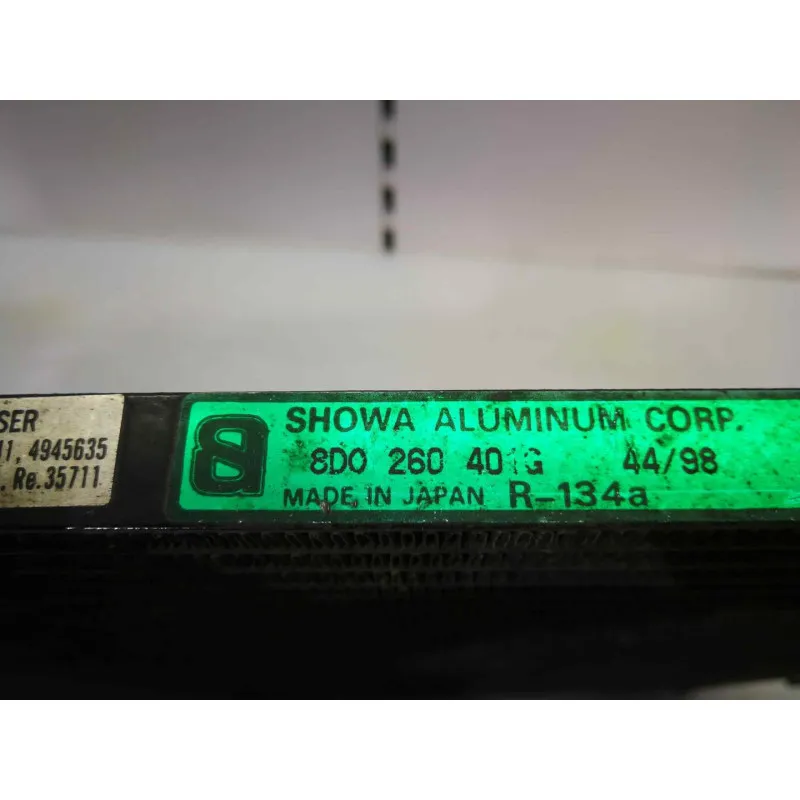 SER
11, 4945635
, Re.35711
SHOWA ALUMINUM CORP.
8D0 260 401G 44/98
MADE IN JAPAN R-134a